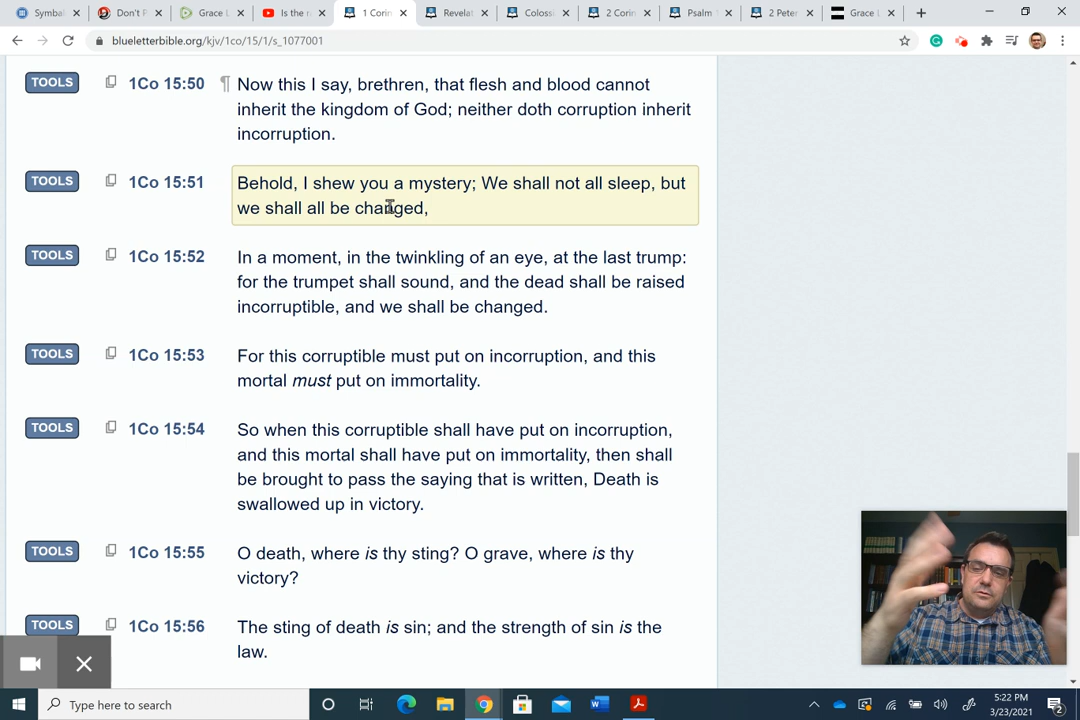 Symbal
Don't P
Grace L
Is the r
1 Corin
Revelat
Colossi
2 Corin
Psalm
2 Peter
Grace L
blueletterbible.org/kjv/1co/15/1/s_1077001
TOOLS 1Co 15:50 ¶ Now this I say, brethren, that flesh and blood cannot
inherit the kingdom of God; neither doth corruption inherit
incorruption.
TOOLS 1Co 15:51 Behold, I shew you a mystery; We shall not all sleep, but
we shall all be changed,
TOOLS 1Co 15:52 In a moment, in the twinkling of an eye, at the last trump:
for the trumpet shall sound, and the dead shall be raised
incorruptible, and we shall be changed.
TOOLS 1Co 15:53 For this corruptible must put on incorruption, and this
mortal must put on immortality.
TOOLS 1Co 15:54 So when this corruptible shall have put on incorruption,
and this mortal shall have put on immortality, then shall
be brought to pass the saying that is written, Death is
swallowed up in victory.
TOOLS 1Co 15:55 O death, where is thy sting? O grave, where is thy
victory?
TOOLS 1Co 15:56 The sting of death is sin; and the strength of sin is the
law.
Type here to search
5:22 PM
3/23/2021
2